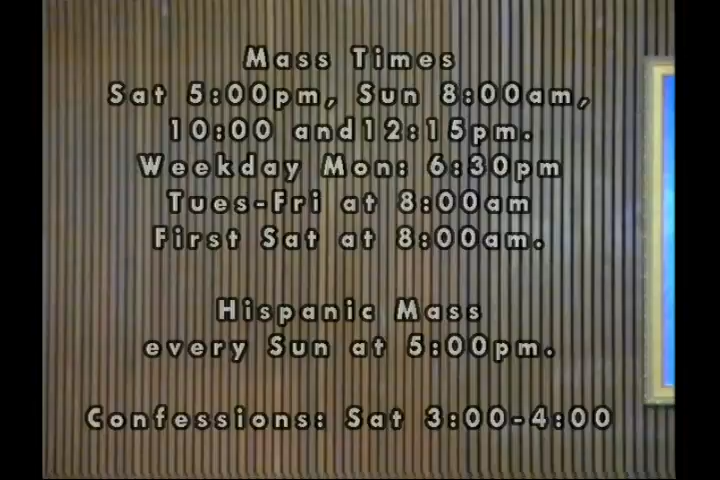 Mass Times
Sat 5:00pm, Sun 8:00am,
10:00 and12:15pm.
Weekday Mon: 6:30pm
Tues-Fri at 8:00am
First Sat at 8:00am.
Hispanic Mass
every Sun at 5:00pm.
Confessions: Sat 3:00-4:00